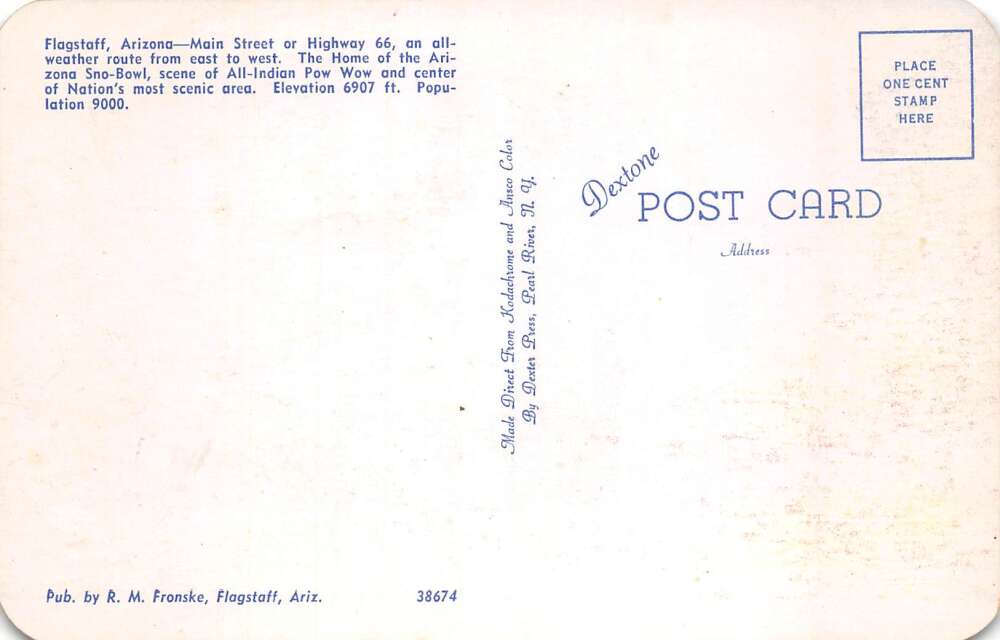 Flagstaff, Arizona—Main Street or Highway 66, an all-
weather route from east to west. The Home of the Ari-
zona Sno-Bowl, scene of All-Indian Pow Wow and center
of Nation's most scenic area. Elevation 6907 ft. Popu-
lation 9000.
PLACE
ONE CENT
STAMP
HERE
Dextone
POST CARD
Address
Made Direct From Kodachrome and Ansco Color
By Dexter Press, Pearl River, N. Y.
Pub. by R. M. Fronske, Flagstaff, Ariz. 38674